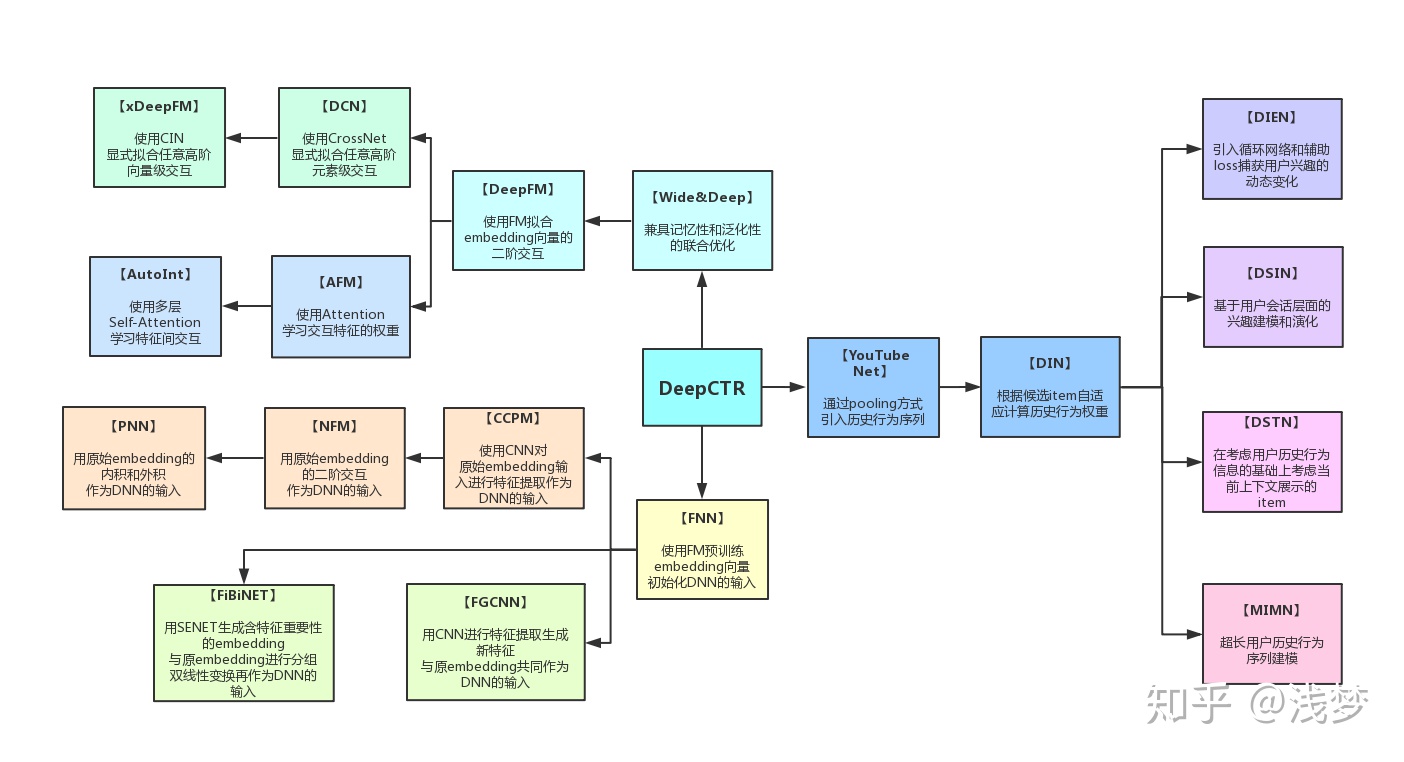 【xDeepFM】
使用CIN
显式拟合任意高阶
向量级交互
【DCN】
使用CrossNet
显式拟合任意高阶
元素级交互
【DeepFM】
使用FM拟合
embedding向量的
二阶交互
【Wide&Deep】
兼具记忆性和泛化性
的联合优化
【AutoInt】
使用多层
Self-Attention
学习特征间交互
【AFM】
使用Attention
学习交互特征的权重
DeepCTR
【YouTube
Net】
通过pooling方式
引入历史行为序列
【DIN】
根据候选item自适
应计算历史行为权重
【DIEN】
引入循环网络和辅助
loss捕获用户兴趣的
动态变化
【DSIN】
基于用户会话层面的
兴趣建模和演化
【DSTN】
在考虑用户历史行为
信息的基础上考虑当
前上下文展示的
item
【MIMN】
超长用户历史行为
序列建模
【PNN】
用原始embedding的
内积和外积
作为DNN的输入
【NFM】
用原始embedding
的二阶交互
作为DNN的输入
【CCPM】
使用CNN对
原始embedding输
入进行特征提取作为
DNN的输入
【FNN】
使用FM预训练
embedding向量
初始化DNN的输入
【FiBiNET】
用SENET生成含特征重要性
的embedding
与原embedding进行分组
双线性变换再作为DNN的
输入
【FGCNN】
用CNN进行特征提取生成
新特征
与原embedding共同作为
DNN的输入
知乎 @浅梦